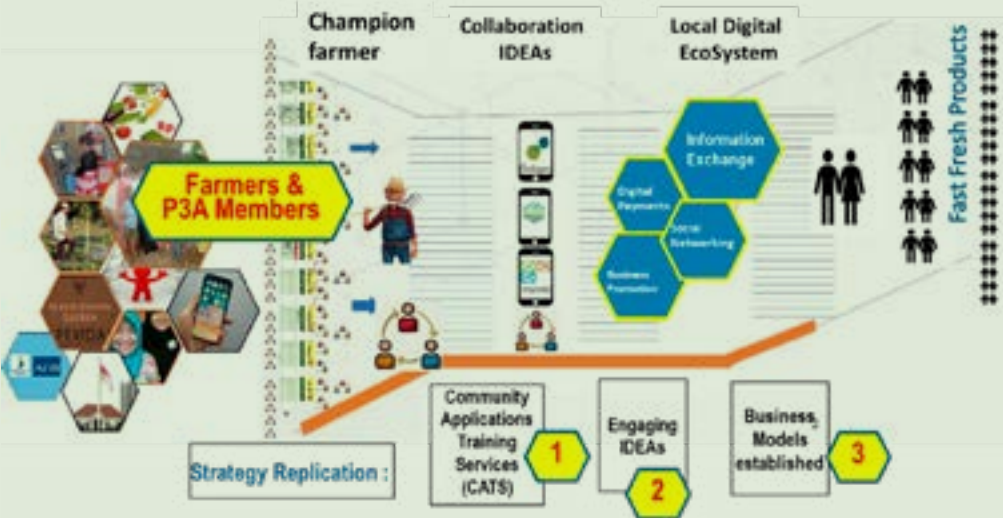 Champion
farmer
Collaboration
IDEAs
Local Digital
EcoSystem
Fast Fresh Products
Farmers &
P3A Members
Information
Exchange
Digital
Payments
Social
Networking
Business
Promotion
Strategy Replication :
Community
Applications
Training
Services
(CATS)
1
Engaging
IDEAs
2
Business
Models
established
3